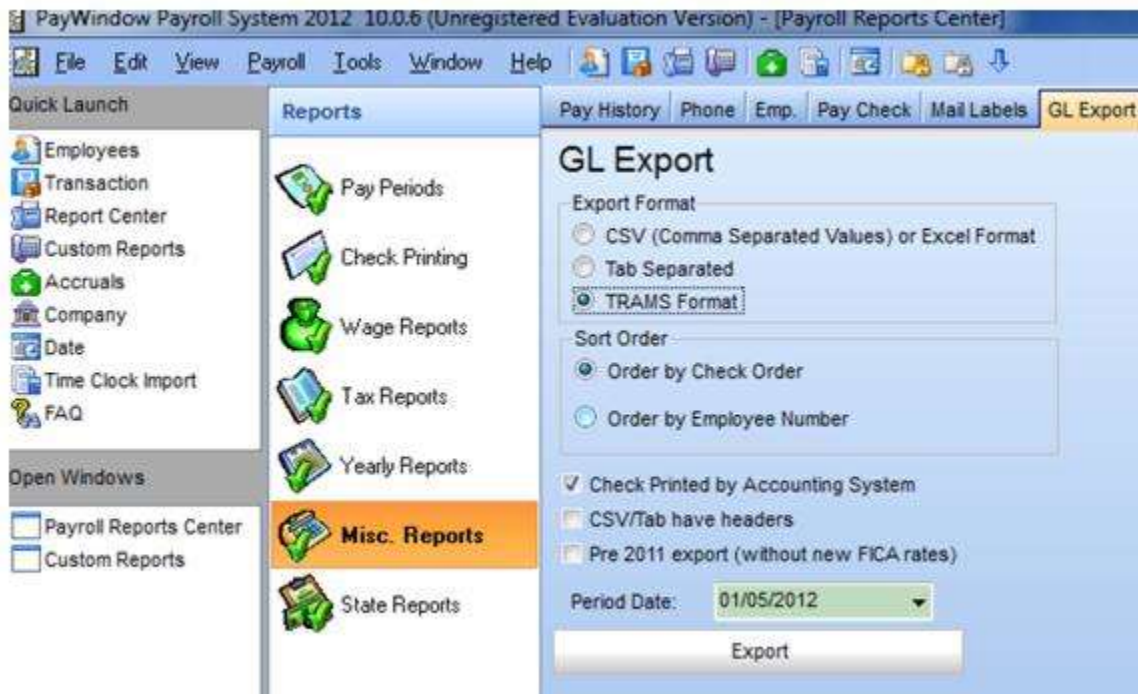 PayWindow Payroll System 2012 10.0.6 (Unregistered Evaluation Version) - [Payroll Reports Center]
File Edit View Payroll Tools Window Help
Quick Launch
Employees
Transaction
Report Center
Custom Reports
Accruals
Company
Date
Time Clock Import
FAQ
Open Windows
Payroll Reports Center
Custom Reports
Reports
Pay Periods
Check Printing
Wage Reports
Tax Reports
Yearly Reports
Misc. Reports
State Reports
Pay History Phone Emp. Pay Check Mail Labels GL Export
GL Export
Export Format
CSV (Comma Separated Values) or Excel Format
Tab Separated
TRAMS Format
Sort Order
Order by Check Order
Order by Employee Number
Check Printed by Accounting System
CSV/Tab have headers
Pre 2011 export (without new FICA rates)
Period Date: 01/05/2012
Export